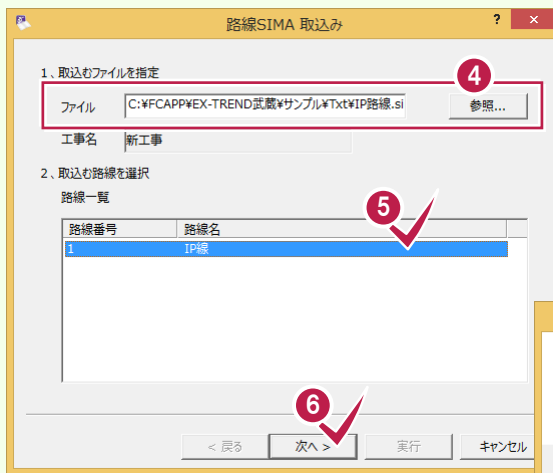 路線SIMA 取込み
? ×
1、取込むファイルを指定
4
ファイル C:¥FCAPP¥EX-TREND武蔵¥サンプル¥Txt¥IP路線.si 参照...
工事名 新工事
2、取込む路線を選択
路線一覧
5
路線番号 路線名
1 IP線
6
< 戻る 次へ > 実行 キャンセル